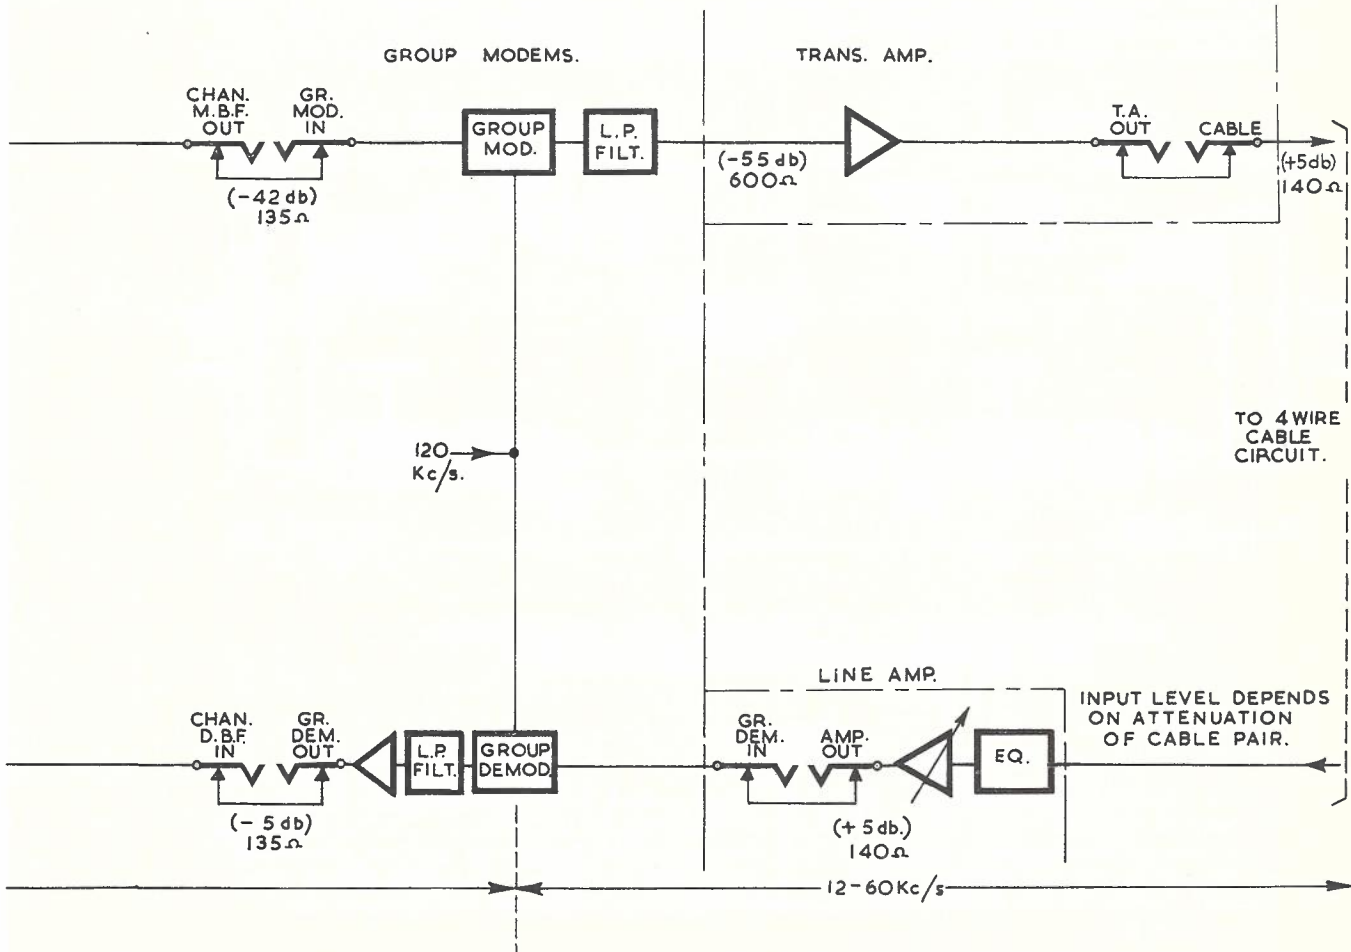 GROUP MODEMS.
TRANS. AMP.
CHAN.
M.B.F.
OUT
GR.
MOD.
IN
GROUP
MOD.
L.P.
FILT.
T.A.
OUT
CABLE
(-42 db)
135Ω
(-55 db)
600Ω
(+5db)
140Ω
120
Kc/s.
TO 4 WIRE
CABLE
CIRCUIT.
LINE AMP.
INPUT LEVEL DEPENDS
ON ATTENUATION
OF CABLE PAIR.
CHAN.
D.B.F.
IN
GR.
DEM.
OUT
L.P.
FILT.
GROUP
DEMOD.
GR.
DEM.
IN
AMP.
OUT
EQ.
(- 5 db)
135Ω
(+ 5 db.)
140Ω
12-60Kc/s